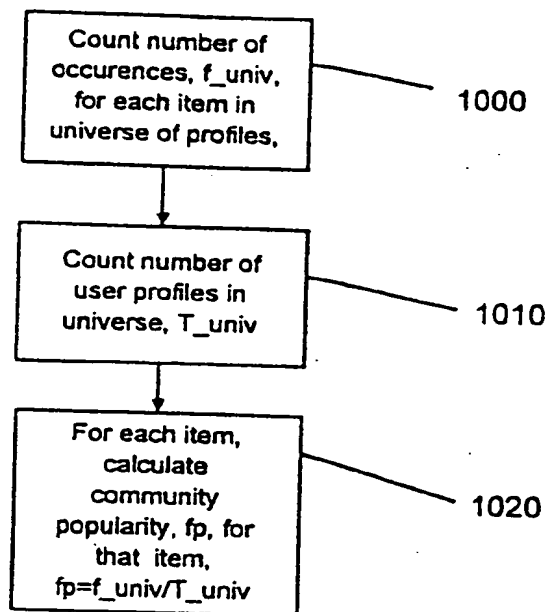 Count number of
occurences, f_univ,
for each item in
universe of profiles,
1000
Count number of
user profiles in
universe, T_univ
1010
For each item,
calculate
community
popularity, fp, for
that item,
fp=f_univ/T_univ
1020